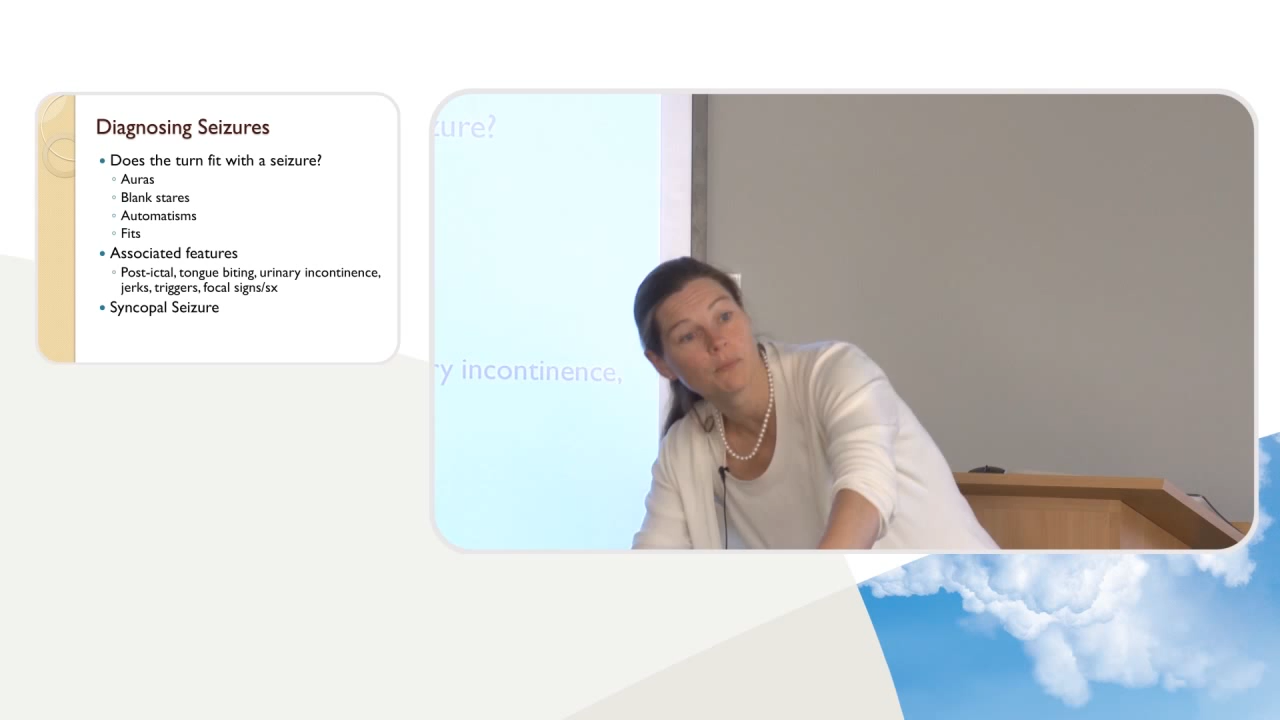 Diagnosing Seizures
• Does the turn fit with a seizure?
◦ Auras
◦ Blank stares
◦ Automatisms
◦ Fits
• Associated features
◦ Post-ictal, tongue biting, urinary incontinence,
jerks, triggers, focal signs/sx
• Syncopal Seizure
zure?
ry incontinence,